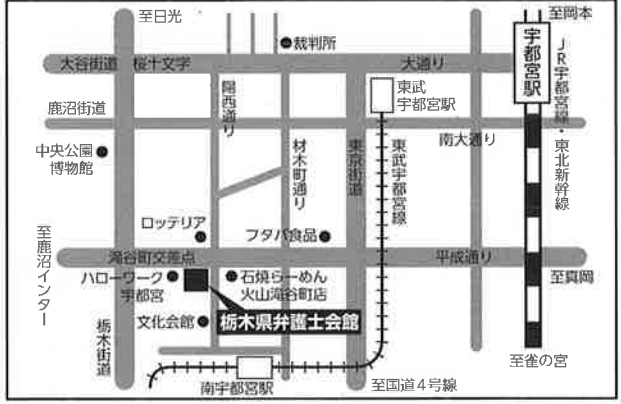 至日光
至岡本
裁判所
宇都宮駅
大谷街道
桜十文字
大通り
JR宇都宮線・東北新幹線
東武
宇都宮駅
陽西通り
鹿沼街道
南大通り
中央公園
博物館
材木町通り
東京街道
東武宇都宮線
ロッテリア
フタバ食品
至鹿沼インター
滝谷町交差点
平成通り
ハローワーク
宇都宮
石焼らーめん
火山滝谷町店
至真岡
栃木県弁護士会館
文化会館
栃木街道
至雀の宮
南宇都宮駅
至国道4号線